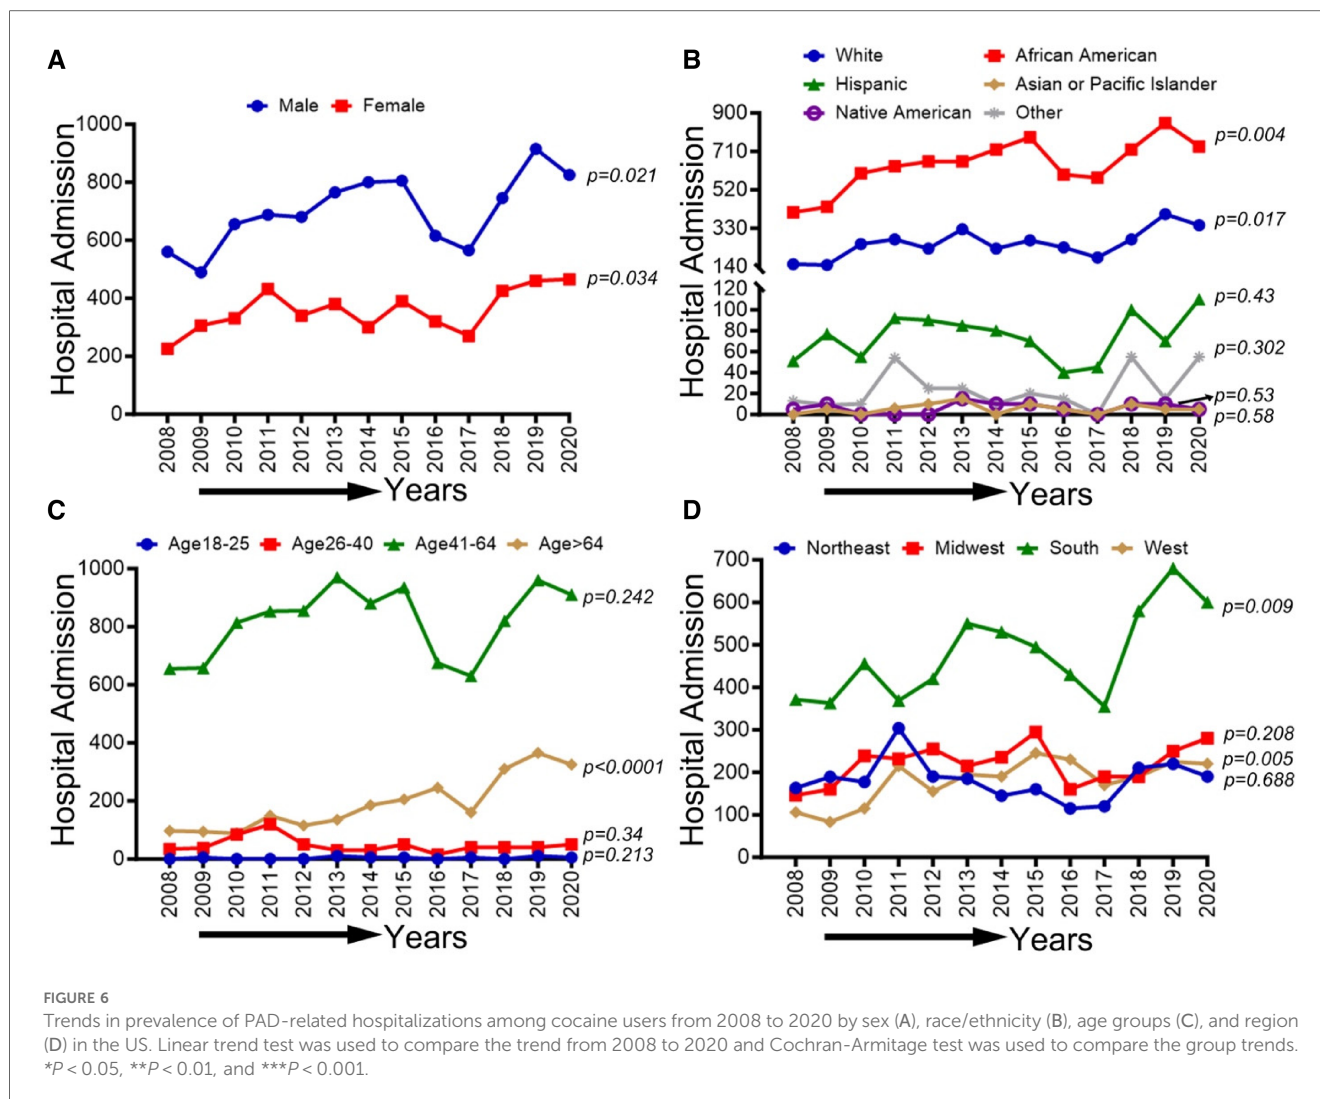 A
Male Female
Hospital Admission
1000
800
600
400
200
0
p=0.021
p=0.034
2008 2009 2010 2011 2012 2013 2014 2015 2016 2017 2018 2019 2020
Years
B
White African American
Hispanic Asian or Pacific Islander
Native American Other
Hospital Admission
900
710
520
330
140
120
100
80
60
40
20
0
p=0.004
p=0.017
p=0.43
p=0.302
p=0.53
p=0.58
2008 2009 2010 2011 2012 2013 2014 2015 2016 2017 2018 2019 2020
Years
C
Age18-25 Age26-40 Age41-64 Age>64
Hospital Admission
1000
800
600
400
200
0
p=0.242
p<0.0001
p=0.34
p=0.213
2008 2009 2010 2011 2012 2013 2014 2015 2016 2017 2018 2019 2020
Years
D
Northeast Midwest South West
Hospital Admission
700
600
500
400
300
200
100
0
p=0.009
p=0.208
p=0.005
p=0.688
2008 2009 2010 2011 2012 2013 2014 2015 2016 2017 2018 2019 2020
Years
FIGURE 6
Trends in prevalence of PAD-related hospitalizations among cocaine users from 2008 to 2020 by sex (A), race/ethnicity (B), age groups (C), and region
(D) in the US. Linear trend test was used to compare the trend from 2008 to 2020 and Cochran-Armitage test was used to compare the group trends.
*P < 0.05, **P < 0.01, and ***P < 0.001.